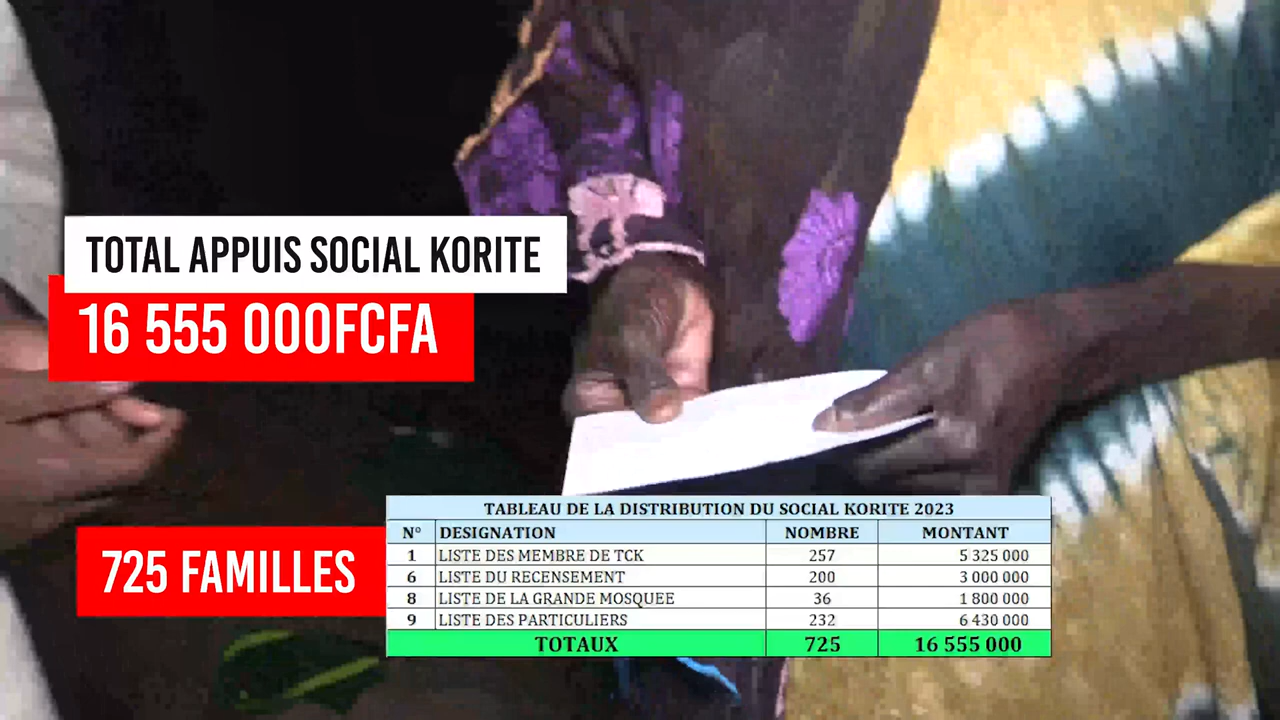 TOTAL APPUIS SOCIAL KORITE
16 555 000FCFA
725 FAMILLES
TABLEAU DE LA DISTRIBUTION DU SOCIAL KORITE 2023
N° DESIGNATION NOMBRE MONTANT
1 LISTE DES MEMBRE DE TCK 257 5 325 000
6 LISTE DU RECENSEMENT 200 3 000 000
8 LISTE DE LA GRANDE MOSQUEE 36 1 800 000
9 LISTE DES PARTICULIERS 232 6 430 000
TOTAUX 725 16 555 000